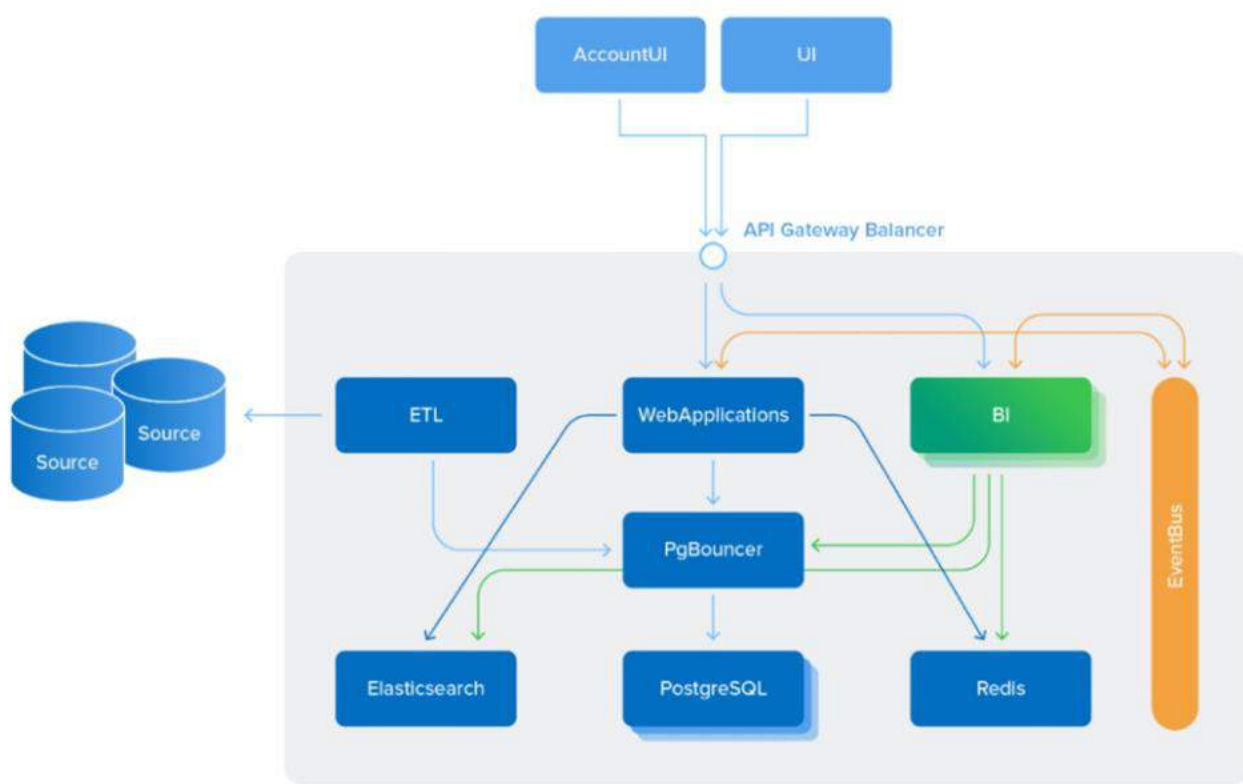 AccountUI
UI
API Gateway Balancer
Source
Source
ETL
WebApplications
BI
PgBouncer
EventBus
Elasticsearch
PostgreSQL
Redis